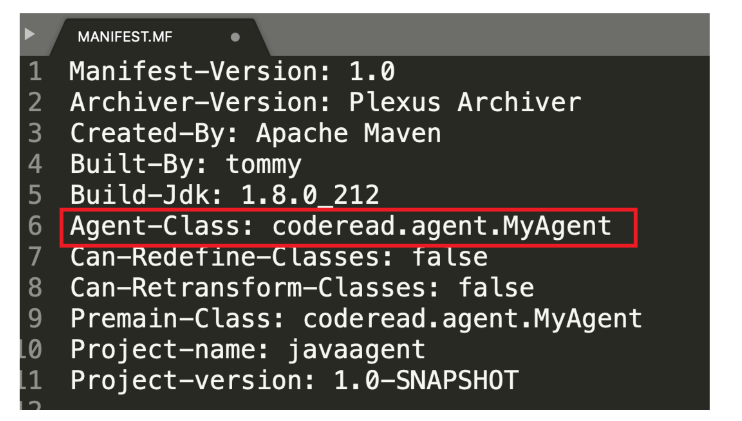 MANIFEST.MF
1 Manifest-Version: 1.0
2 Archiver-Version: Plexus Archiver
3 Created-By: Apache Maven
4 Built-By: tommy
5 Build-Jdk: 1.8.0_212
6 Agent-Class: coderead.agent.MyAgent
7 Can-Redefine-Classes: false
8 Can-Retransform-Classes: false
9 Premain-Class: coderead.agent.MyAgent
10 Project-name: javaagent
11 Project-version: 1.0-SNAPSHOT
12